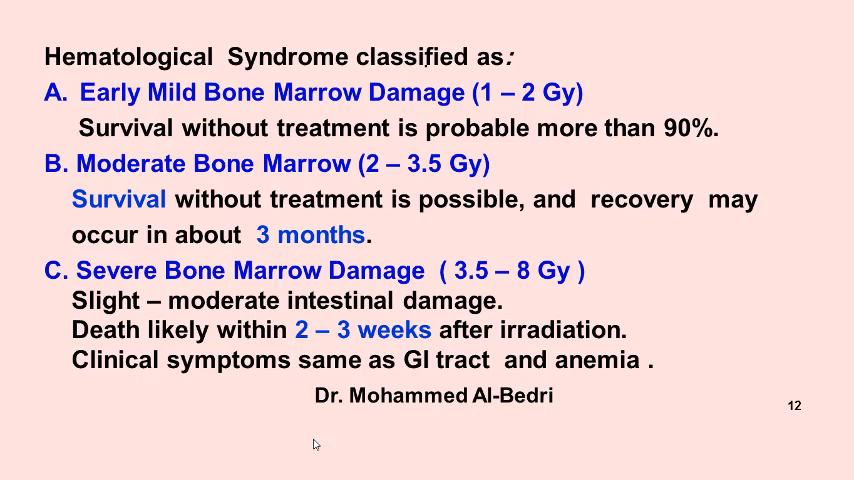 Hematological Syndrome classified as:
A. Early Mild Bone Marrow Damage (1 – 2 Gy)
Survival without treatment is probable more than 90%.
B. Moderate Bone Marrow (2 – 3.5 Gy)
Survival without treatment is possible, and recovery may
occur in about 3 months.
C. Severe Bone Marrow Damage ( 3.5 – 8 Gy )
Slight – moderate intestinal damage.
Death likely within 2 – 3 weeks after irradiation.
Clinical symptoms same as GI tract and anemia .
Dr. Mohammed Al-Bedri
12